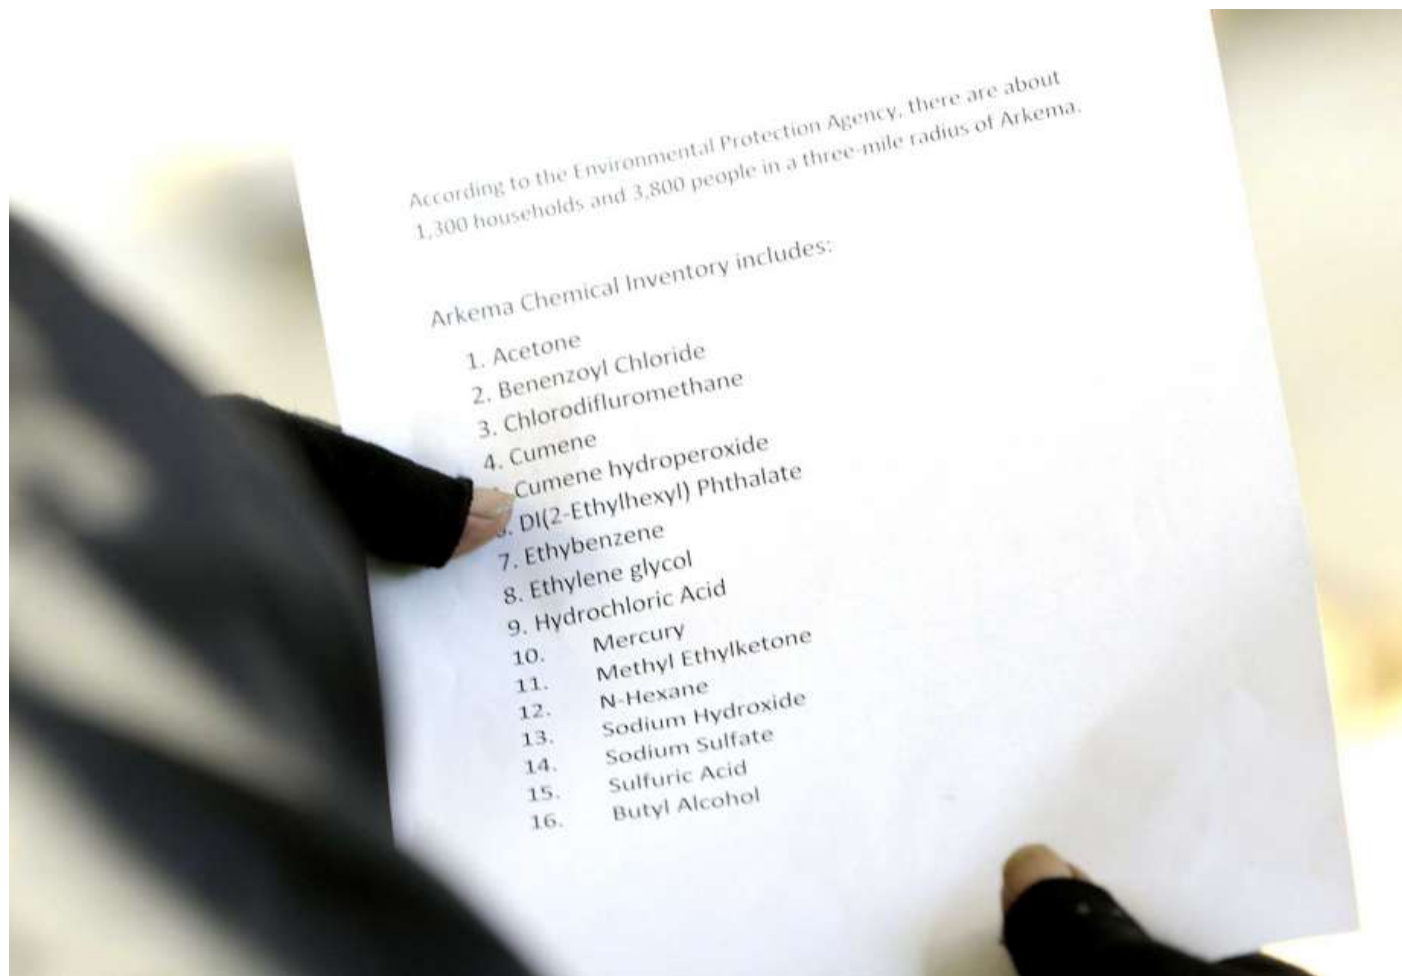 According to the Environmental Protection Agency, there are about
1,300 households and 3,800 people in a three-mile radius of Arkema.
Arkema Chemical Inventory includes:
1. Acetone
2. Benenzoyl Chloride
3. Chlorodifluromethane
4. Cumene
Cumene hydroperoxide
6. DI(2-Ethylhexyl) Phthalate
7. Ethybenzene
8. Ethylene glycol
9. Hydrochloric Acid
10. Mercury
11. Methyl Ethylketone
12. N-Hexane
13. Sodium Hydroxide
14. Sodium Sulfate
15. Sulfuric Acid
16. Butyl Alcohol